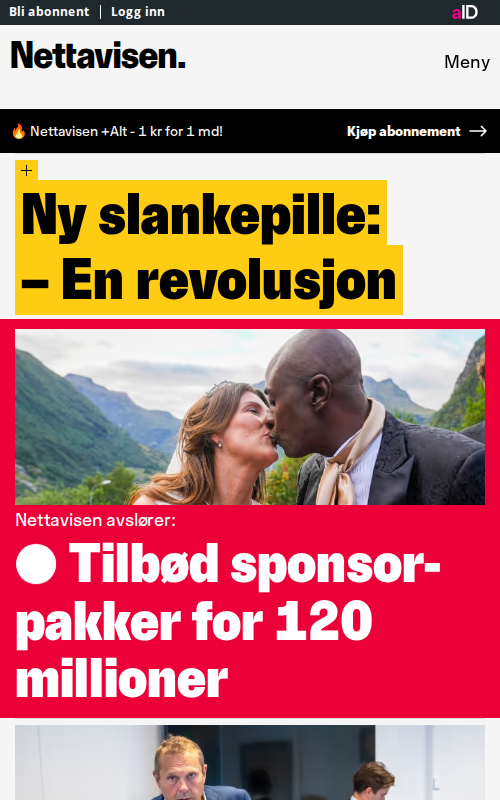 Bli abonnent
Logg inn
aID
Nettavisen.
Meny
🔥 Nettavisen +Alt - 1 kr for 1 md!
Kjøp abonnement →
+
Ny slankepille:
– En revolusjon
Nettavisen avslører:
● Tilbød sponsor-
pakker for 120
millioner